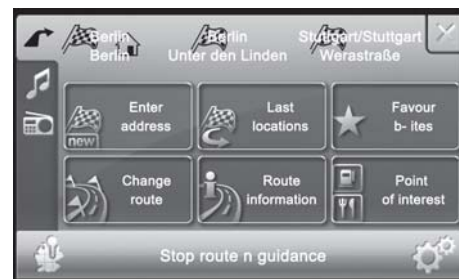 Berlin Berlin Stuttgart/Stuttgart
Berlin Unter den Linden Werastraße
Enter
address
new
Last
locations
Favour
b- ites
Change
route
Route
information
Point
of interest
Stop route n guidance